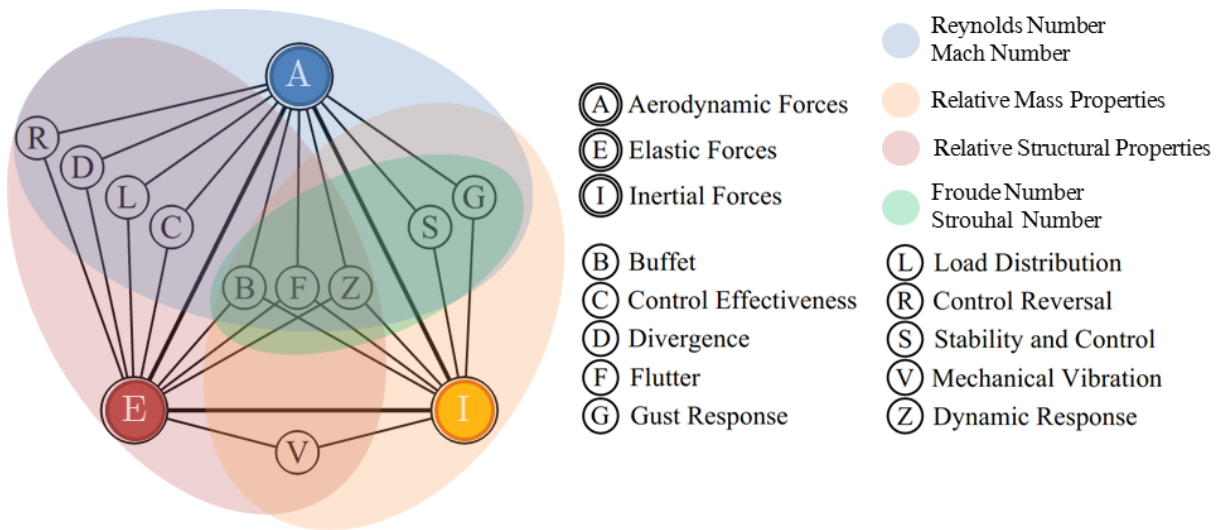 A
R
D
L
C
S
G
B
F
Z
E
I
V
A Aerodynamic Forces
E Elastic Forces
I Inertial Forces
B Buffet
C Control Effectiveness
D Divergence
F Flutter
G Gust Response
Reynolds Number
Mach Number
Relative Mass Properties
Relative Structural Properties
Froude Number
Strouhal Number
L Load Distribution
R Control Reversal
S Stability and Control
V Mechanical Vibration
Z Dynamic Response